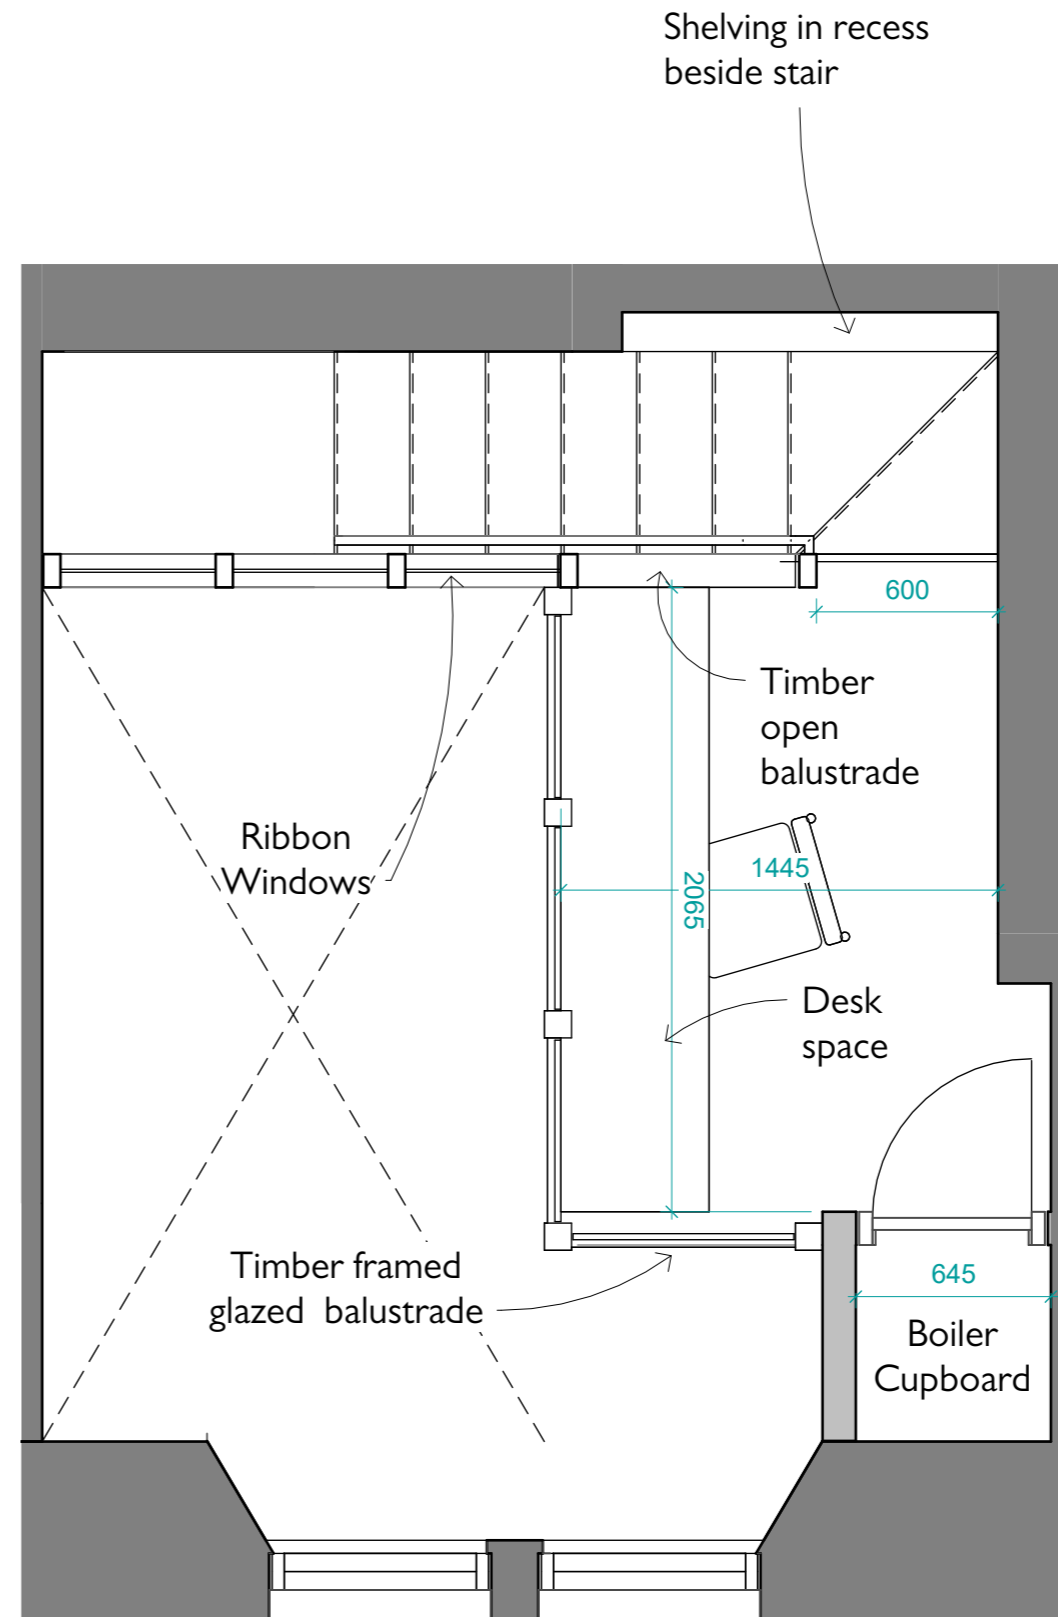 Shelving in recess
beside stair
600
Timber
open
balustrade
Ribbon
Windows
1445
2065
Desk
space
Timber framed
glazed balustrade
645
Boiler
Cupboard